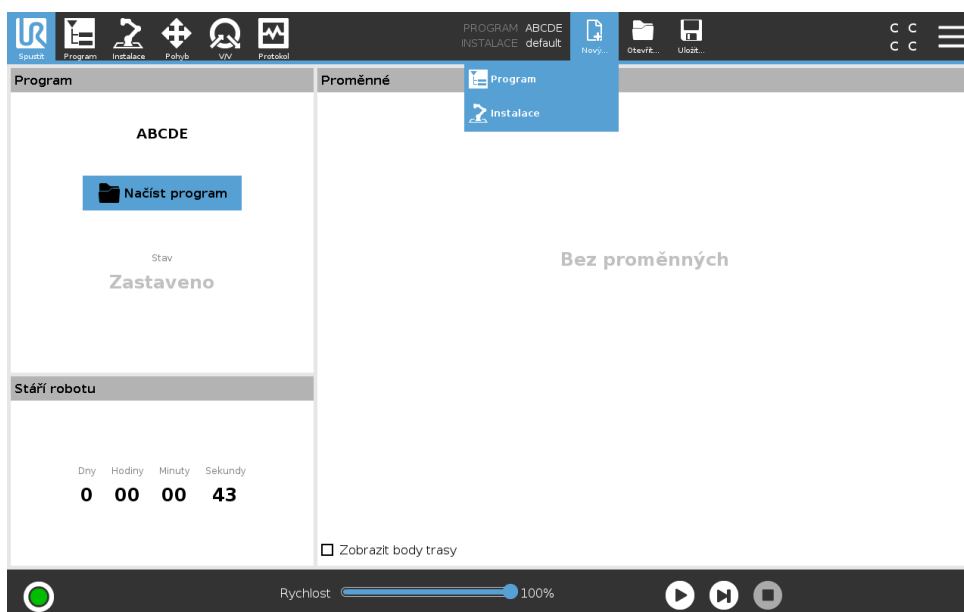 UR
Spustit
Program
Instalace
Pohyb
V/V
Protokol
PROGRAM ABCDE
INSTALACE default
Nový...
Otevřít...
Uložit...
C C
C C
Program
Instalace
Program
ABCDE
Načíst program
Stav
Zastaveno
Proměnné
Bez proměnných
Stáří robotu
Dny Hodiny Minuty Sekundy
0 00 00 43
Zobrazit body trasy
Rychlost 100%